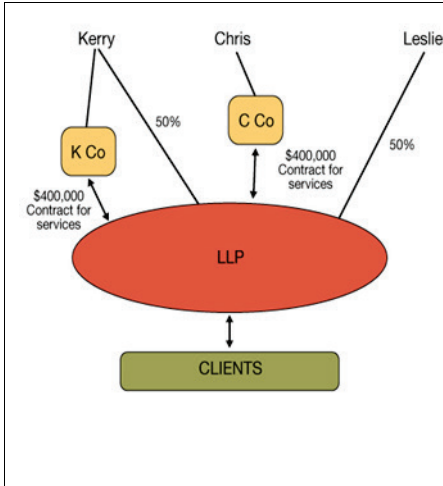 Kerry
Chris
Leslie
50%
K Co
C Co
50%
$400,000
Contract for
services
$400,000
Contract for
services
LLP
CLIENTS